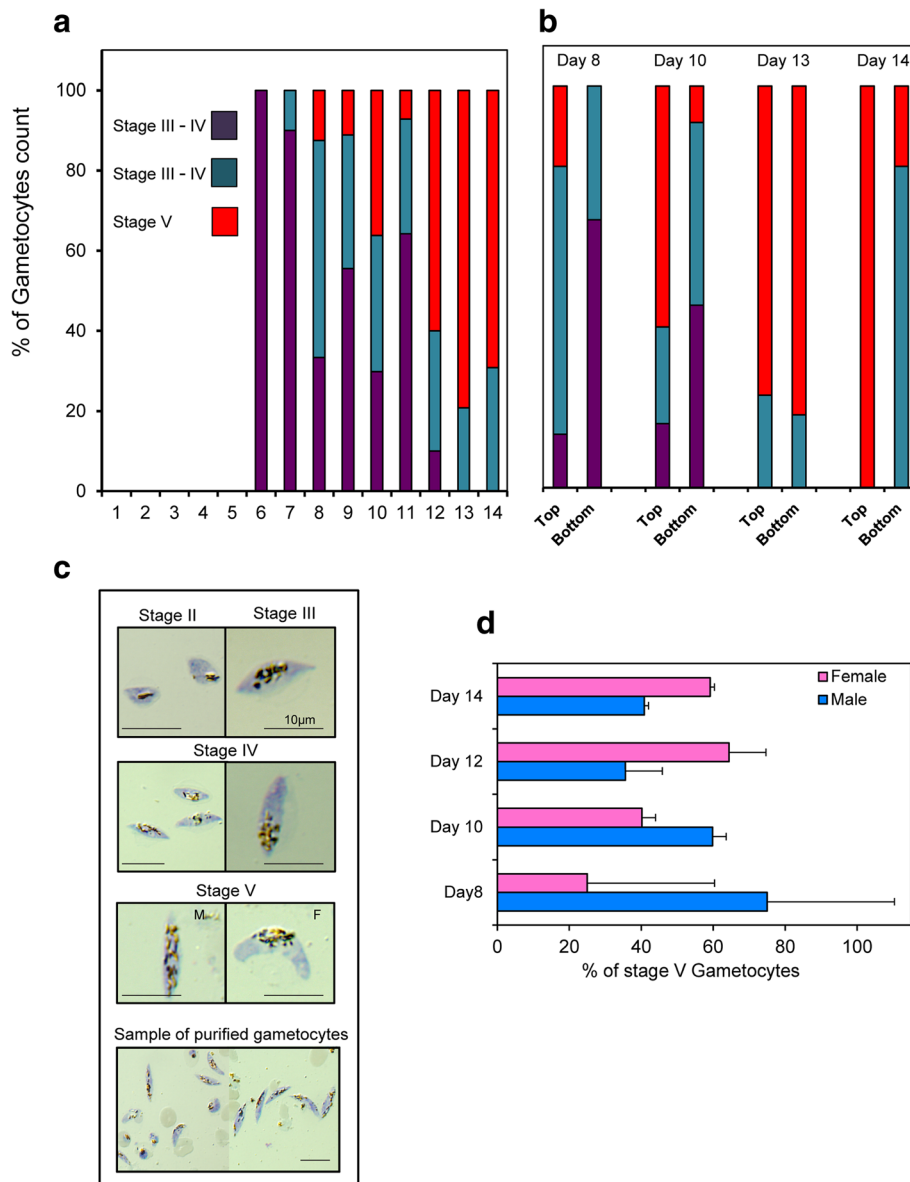 a
% of Gametocytes count
100
80
60
40
20
0
Stage III - IV
Stage III - IV
Stage V
1 2 3 4 5 6 7 8 9 10 11 12 13 14
b
Day 8 Day 10 Day 13 Day 14
Top Bottom Top Bottom Top Bottom Top Bottom
c
Stage II Stage III
10µm
Stage IV
Stage V
M F
Sample of purified gametocytes
d
Female
Male
Day 14
Day 12
Day 10
Day8
0 20 40 60 80 100
% of stage V Gametocytes